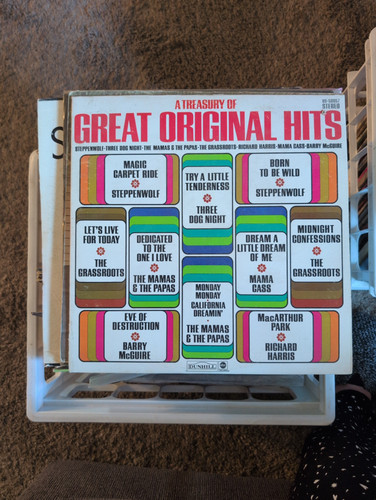 A TREASURY OF
STEREO
GREAT ORIGINAL HITS
STEPPENWOLF·THREE DOG NIGHT·THE MAMAS & THE PAPAS·THE GRASSROOTS·RICHARD HARRIS·MAMA CASS·BARRY McGUIRE
MAGIC
CARPET RIDE
STEPPENWOLF
TRY A LITTLE
TENDERNESS
THREE
DOG NIGHT
BORN
TO BE WILD
STEPPENWOLF
LET'S LIVE
FOR TODAY
THE
GRASSROOTS
DEDICATED
TO THE
ONE I LOVE
THE MAMAS
& THE PAPAS
DREAM A
LITTLE DREAM
OF ME
MAMA
CASS
MIDNIGHT
CONFESSIONS
THE
GRASSROOTS
EVE OF
DESTRUCTION
BARRY
McGUIRE
MONDAY
MONDAY
CALIFORNIA
DREAMIN'
THE MAMAS
& THE PAPAS
MacARTHUR
PARK
RICHARD
HARRIS
DUNHILL
S